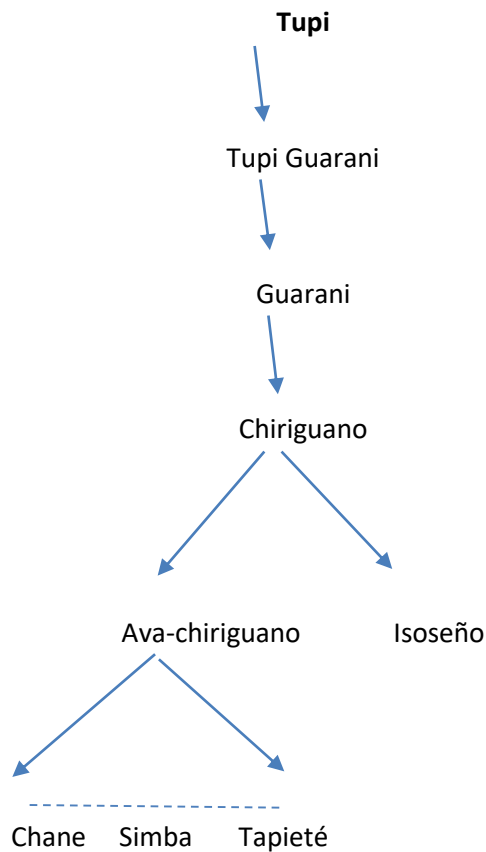 Tupi
Tupi Guarani
Guarani
Chiriguano
Ava-chiriguano Isoseño
Chane Simba Tapieté